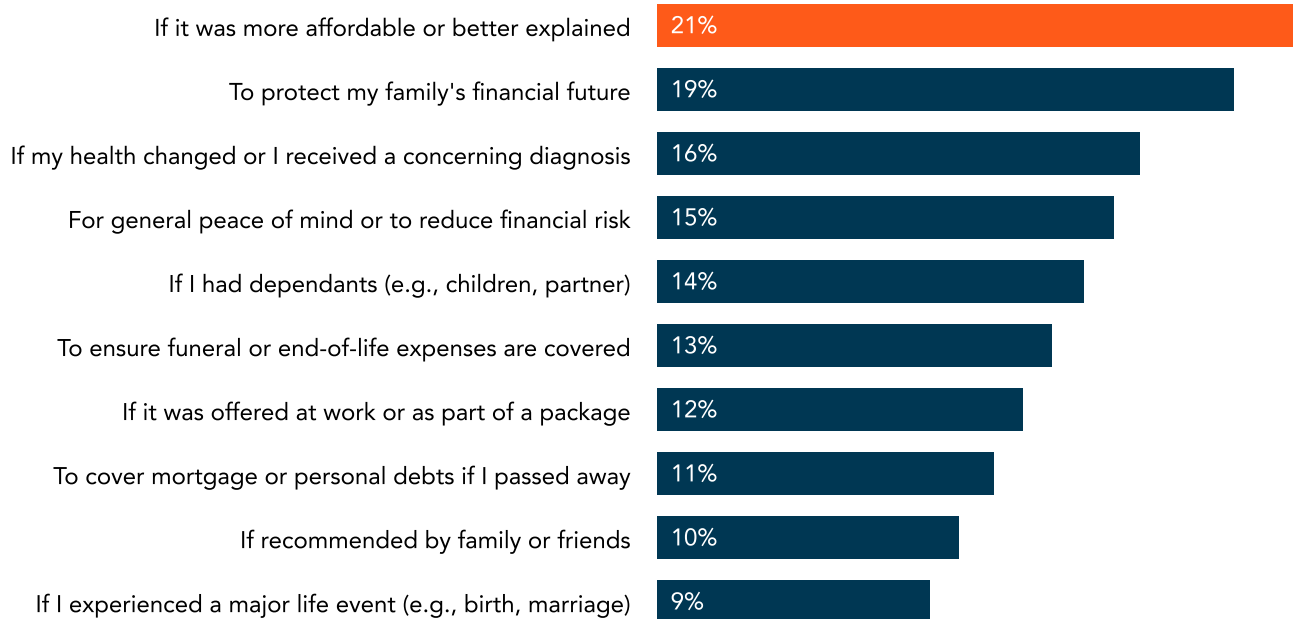 If it was more affordable or better explained 21%
To protect my family's financial future 19%
If my health changed or I received a concerning diagnosis 16%
For general peace of mind or to reduce financial risk 15%
If I had dependants (e.g., children, partner) 14%
To ensure funeral or end-of-life expenses are covered 13%
If it was offered at work or as part of a package 12%
To cover mortgage or personal debts if I passed away 11%
If recommended by family or friends 10%
If I experienced a major life event (e.g., birth, marriage) 9%